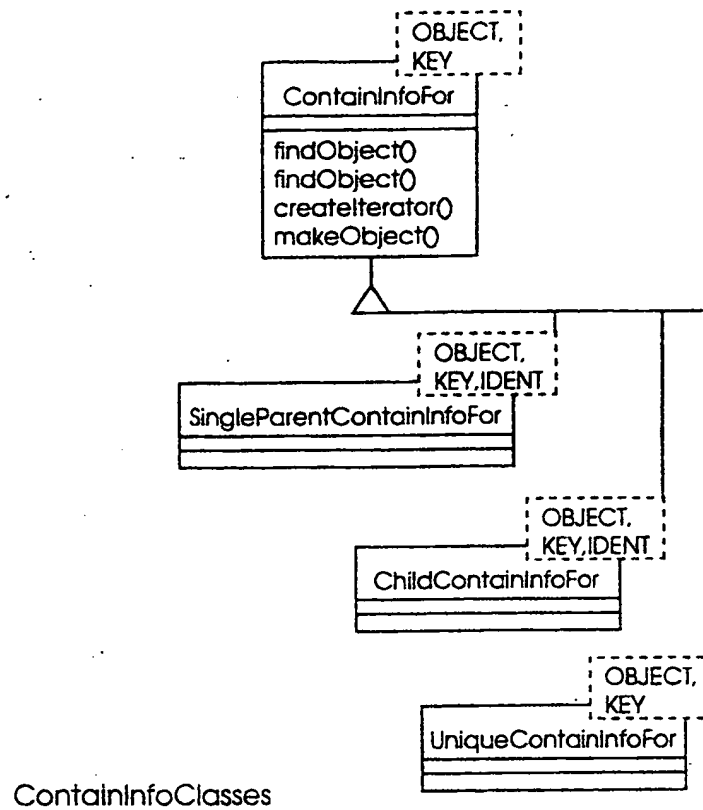 OBJECT,
KEY
ContainInfoFor
findObject()
findObject()
createIterator()
makeObject()
OBJECT,
KEY,IDENT
SingleParentContainInfoFor
OBJECT,
KEY,IDENT
ChildContainInfoFor
OBJECT,
KEY
UniqueContainInfoFor
ContainInfoClasses